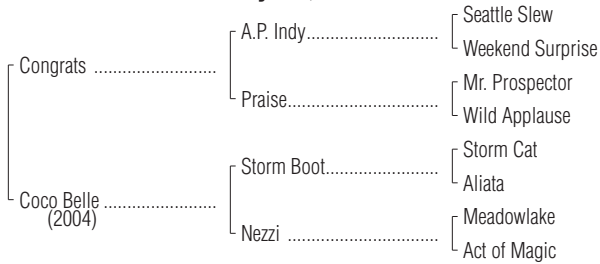 Seattle Slew
A.P. Indy..............................
Weekend Surprise
Congrats ............................
Mr. Prospector
Praise...................................
Wild Applause
Storm Cat
Storm Boot...........................
Aliata
Coco Belle ..........................
(2004)
Meadowlake
Nezzi ...................................
Act of Magic